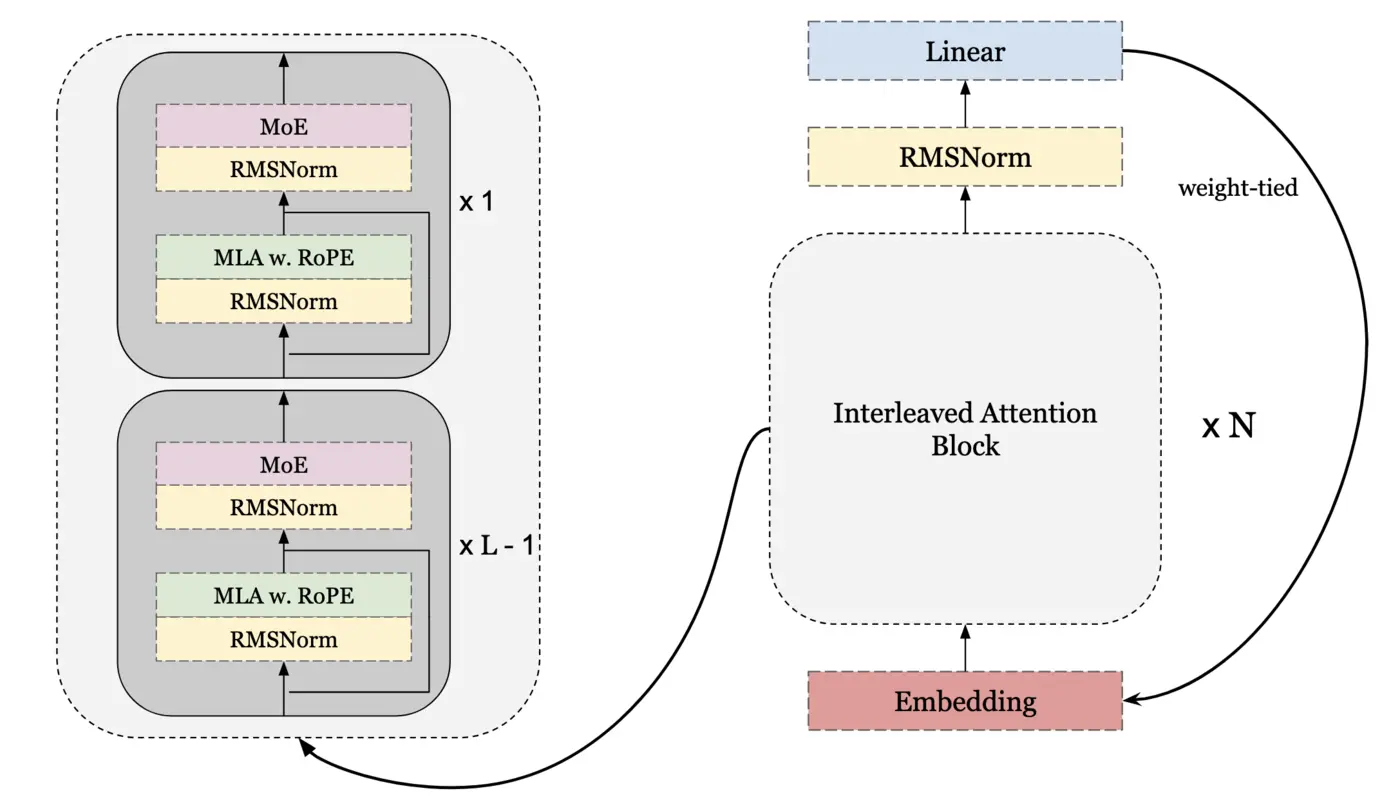 MoE
RMSNorm
x 1
MLA w. RoPE
RMSNorm
MoE
RMSNorm
x L - 1
MLA w. RoPE
RMSNorm
Linear
RMSNorm
weight-tied
Interleaved Attention
Block
x N
Embedding